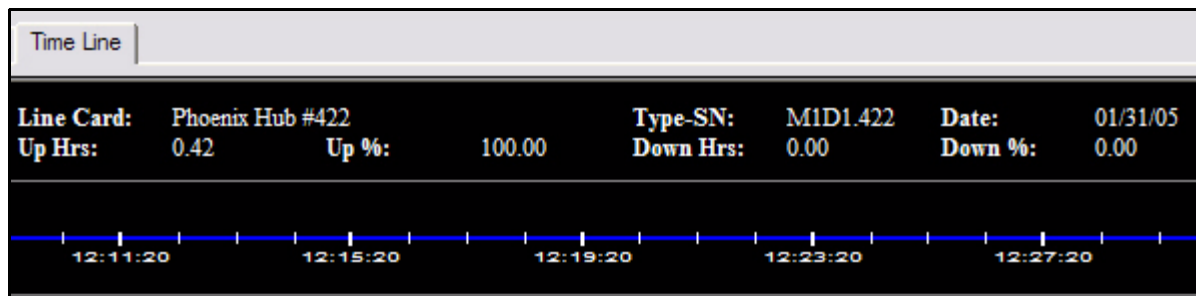 Time Line
Line Card: Phoenix Hub #422 Type-SN: M1D1.422 Date: 01/31/05
Up Hrs: 0.42 Up %: 100.00 Down Hrs: 0.00 Down %: 0.00
12:11:20 12:15:20 12:19:20 12:23:20 12:27:20